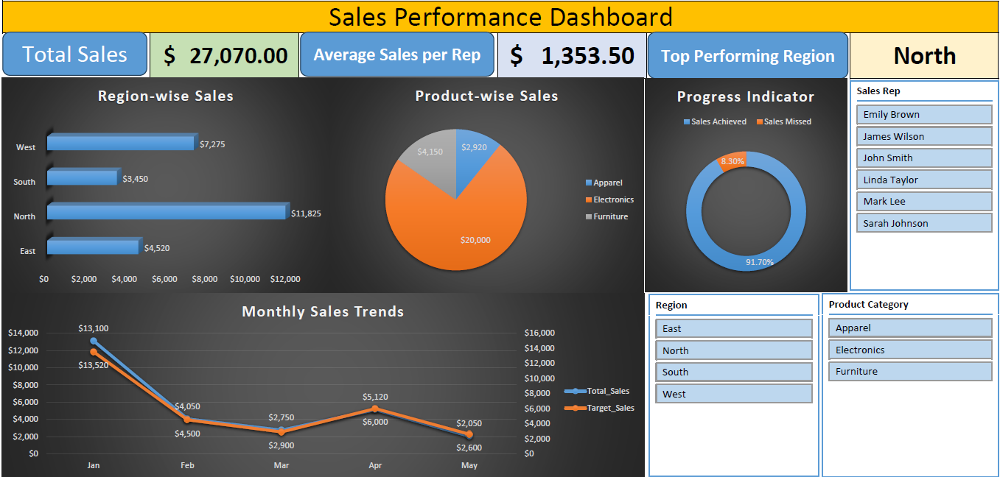 Sales Performance Dashboard
Total Sales
$ 27,070.00
Average Sales per Rep
$ 1,353.50
Top Performing Region
North
Region-wise Sales
West
$7,275
South
$3,450
North
$11,825
East
$4,520
$0 $2,000 $4,000 $6,000 $8,000 $10,000 $12,000
Product-wise Sales
$4,150
$2,920
$20,000
Apparel
Electronics
Furniture
Progress Indicator
Sales Achieved Sales Missed
8.30%
91.70%
Sales Rep
Emily Brown
James Wilson
John Smith
Linda Taylor
Mark Lee
Sarah Johnson
Monthly Sales Trends
$14,000
$12,000
$10,000
$8,000
$6,000
$4,000
$2,000
$0
$13,100
$13,520
$4,050
$4,500
$2,750
$2,900
$5,120
$6,000
$2,050
$2,600
Jan Feb Mar Apr May
$16,000
$14,000
$12,000
$10,000
$8,000
$6,000
$4,000
$2,000
$0
Total_Sales
Target_Sales
Region
East
North
South
West
Product Category
Apparel
Electronics
Furniture